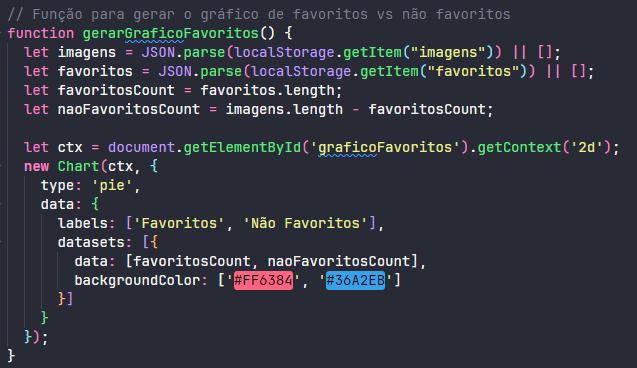 // Função para gerar o gráfico de favoritos vs não favoritos
function gerarGraficoFavoritos() {
  let imagens = JSON.parse(localStorage.getItem("imagens")) || [];
  let favoritos = JSON.parse(localStorage.getItem("favoritos")) || [];
  let favoritosCount = favoritos.length;
  let naoFavoritosCount = imagens.length - favoritosCount;

  let ctx = document.getElementById('graficoFavoritos').getContext('2d');
  new Chart(ctx, {
    type: 'pie',
    data: {
      labels: ['Favoritos', 'Não Favoritos'],
      datasets: [{
        data: [favoritosCount, naoFavoritosCount],
        backgroundColor: ['#FF6384', '#36A2EB']
      }]
    }
  });
}